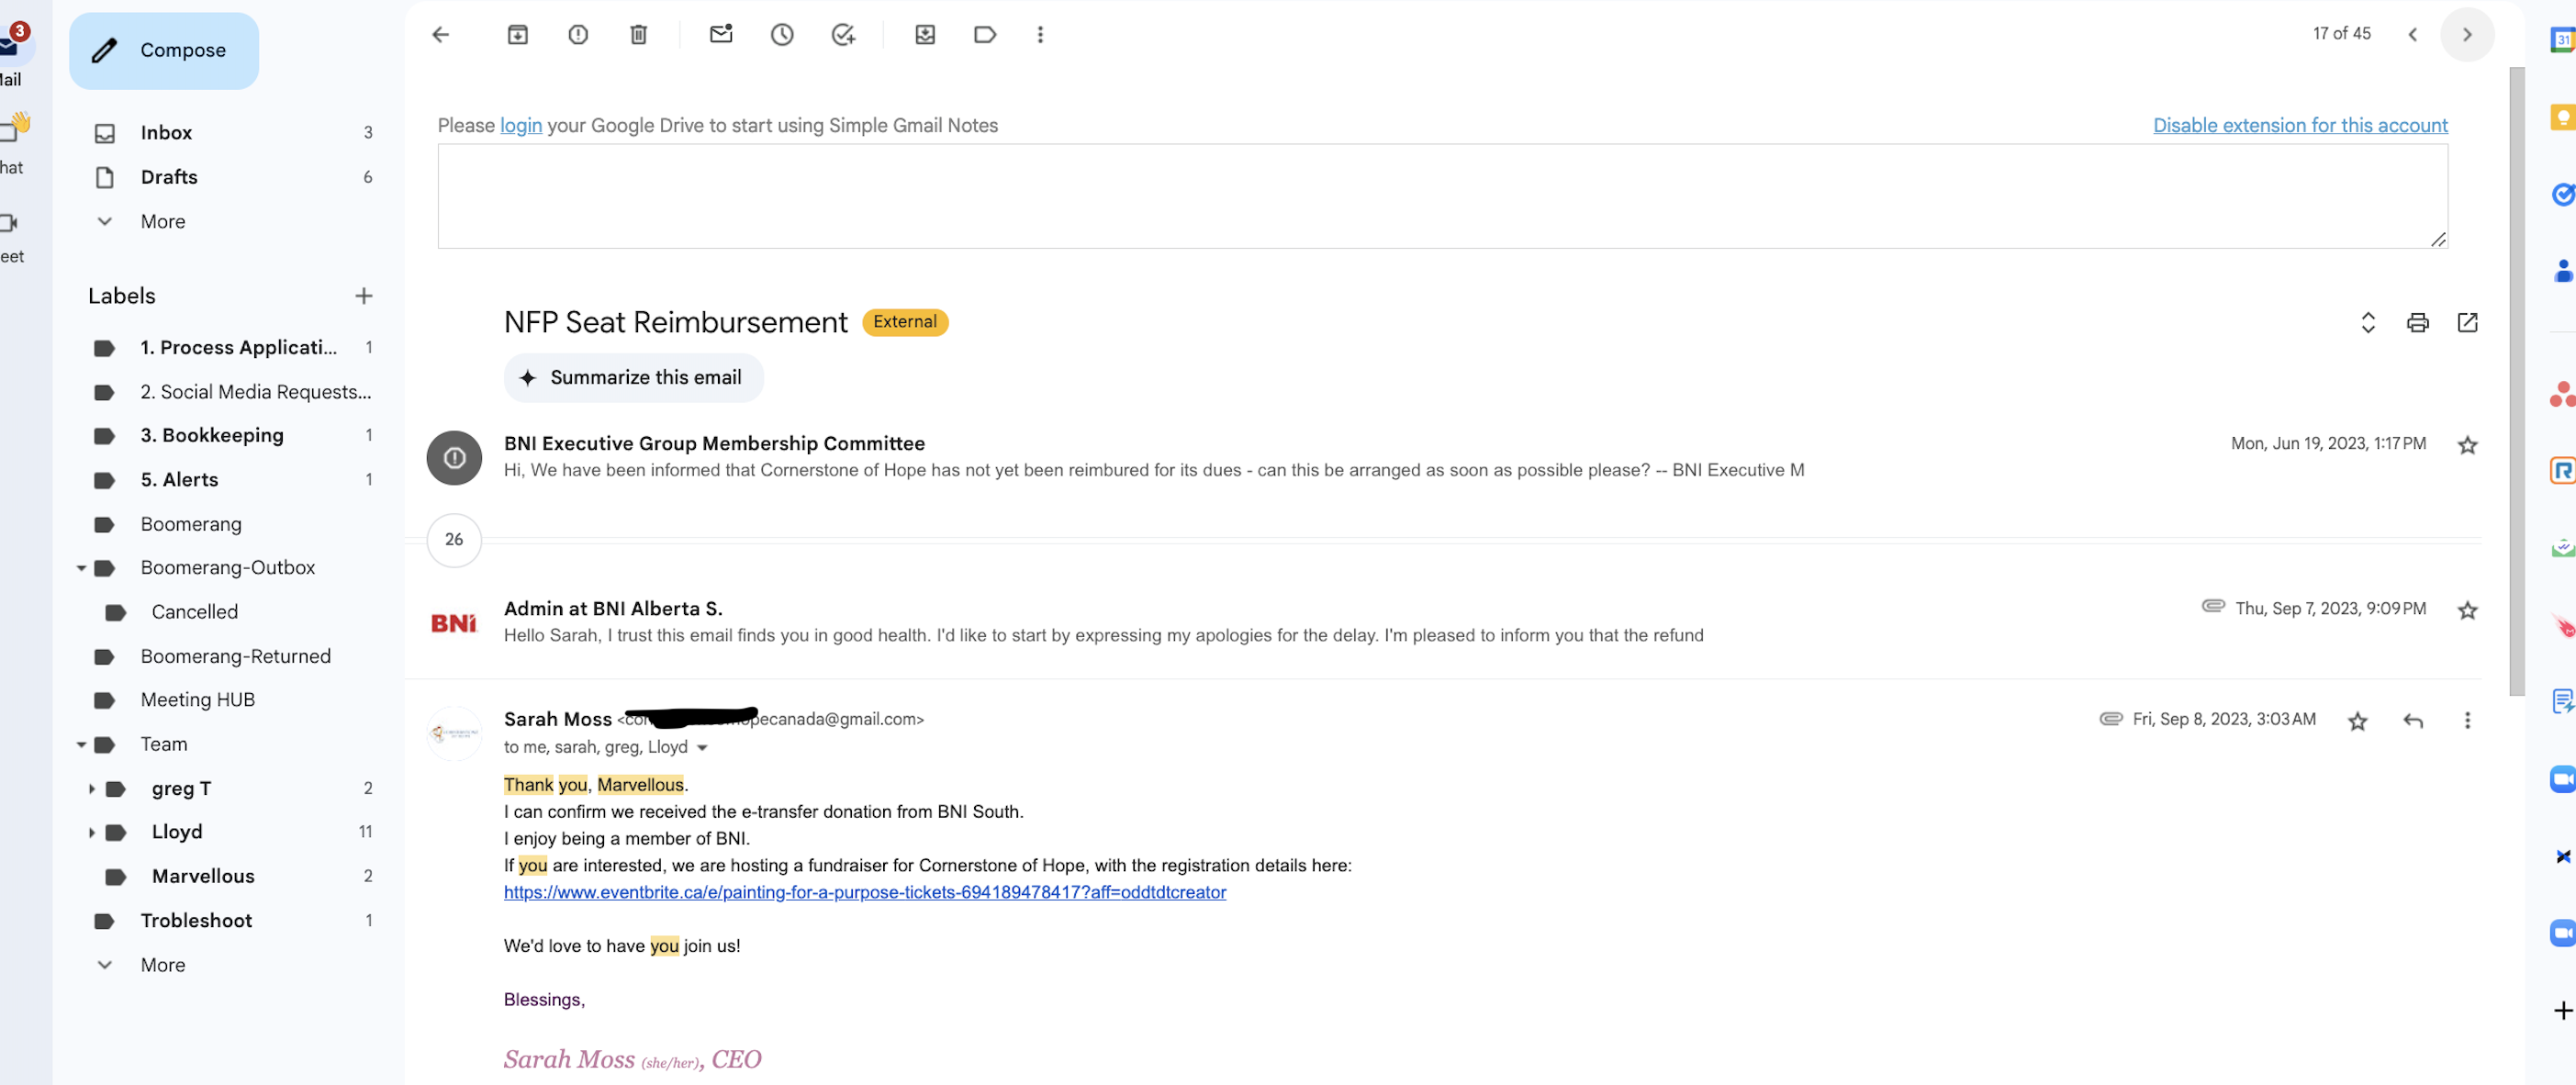 3
Compose
17 of 45
31
Mail
Inbox 3
Please login your Google Drive to start using Simple Gmail Notes
Disable extension for this account
hat
Drafts 6
More
eet
Labels
NFP Seat Reimbursement External
1. Process Applicati... 1
Summarize this email
2. Social Media Requests...
3. Bookkeeping 1
BNI Executive Group Membership Committee
Mon, Jun 19, 2023, 1:17 PM
Hi, We have been informed that Cornerstone of Hope has not yet been reimbured for its dues - can this be arranged as soon as possible please? -- BNI Executive M
5. Alerts 1
Boomerang
26
Boomerang-Outbox
Cancelled
BNI
Admin at BNI Alberta S.
Thu, Sep 7, 2023, 9:09 PM
Hello Sarah, I trust this email finds you in good health. I'd like to start by expressing my apologies for the delay. I'm pleased to inform you that the refund
Boomerang-Returned
Meeting HUB
Sarah Moss
pecanada@gmail.com>
Fri, Sep 8, 2023, 3:03 AM
Team
to me, sarah, greg, Lloyd
greg T 2
Thank you, Marvellous.
I can confirm we received the e-transfer donation from BNI South.
Lloyd 11
I enjoy being a member of BNI.
If you are interested, we are hosting a fundraiser for Cornerstone of Hope, with the registration details here:
Marvellous 2
https://www.eventbrite.ca/e/painting-for-a-purpose-tickets-694189478417?aff=oddtdtcreator
Trobleshoot 1
We'd love to have you join us!
More
Blessings,
Sarah Moss (she/her), CEO